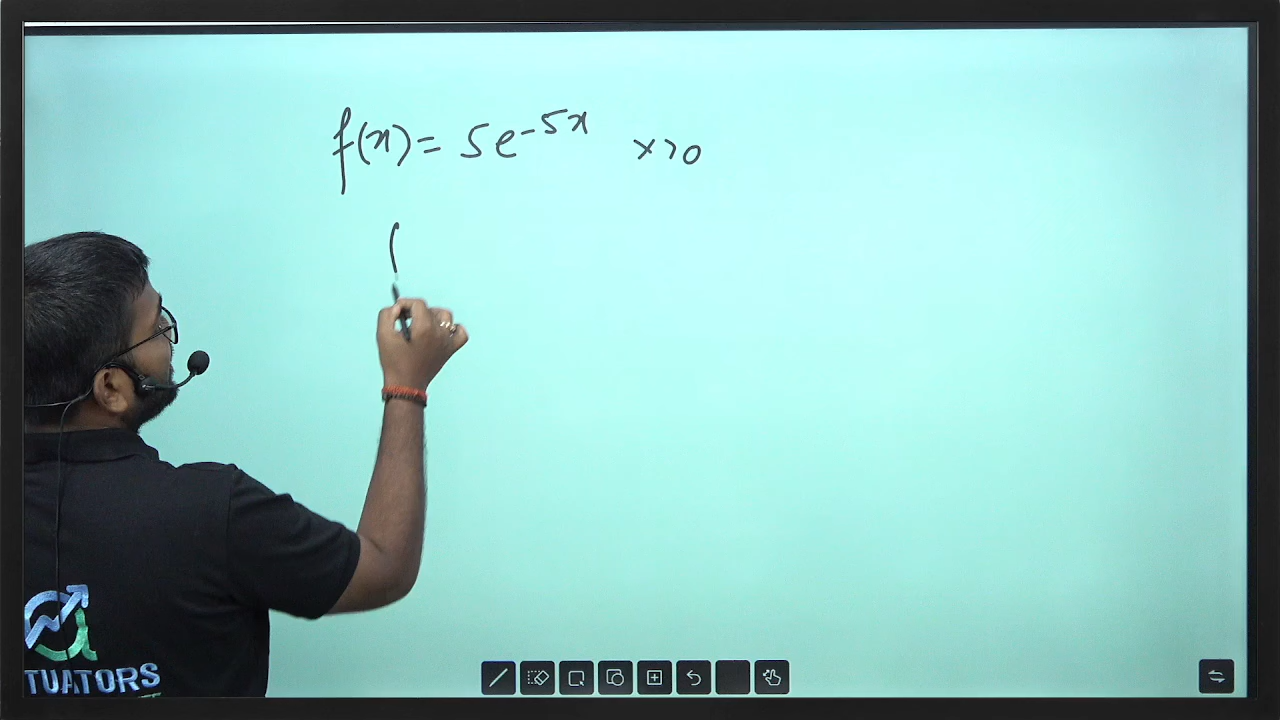 f(x) = 5e^{-5x} x>0
TUATORS